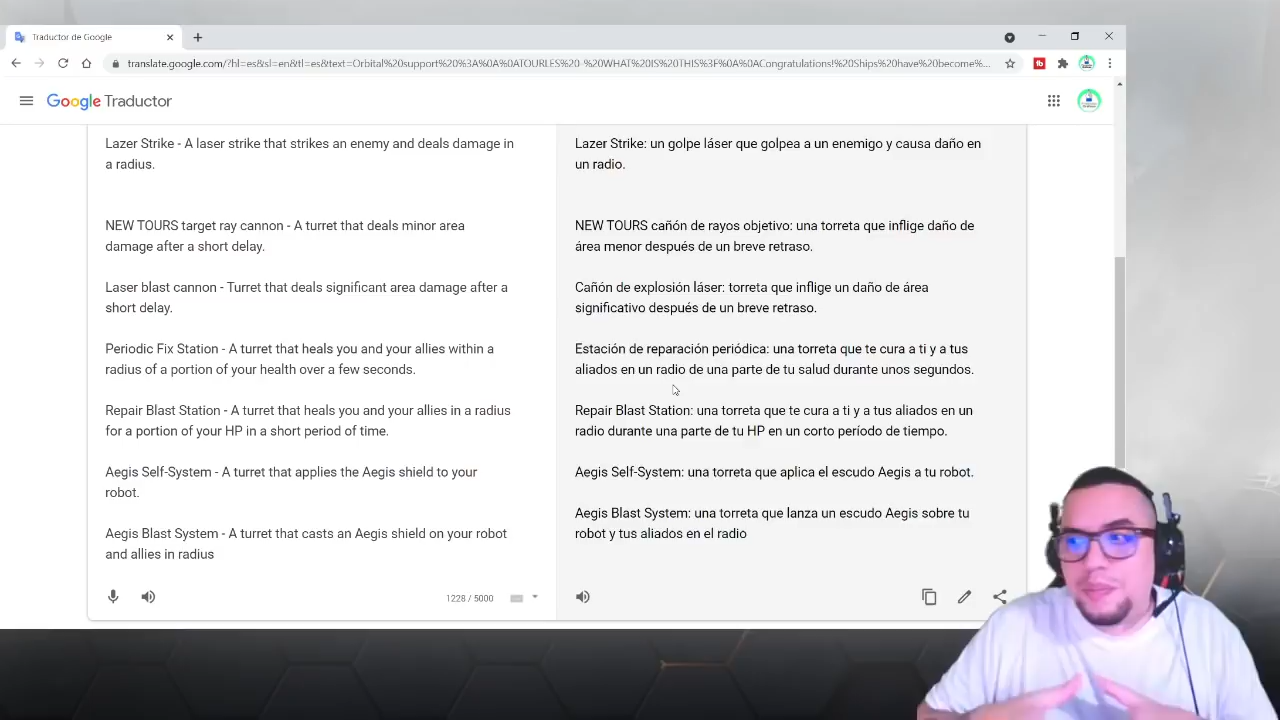 Traductor de Google
translate.google.com/?hl=es&sl=en&tl=es&text=Orbital%20support%20%3A%0A%0ATOURLES%20-%20WHAT%20IS%20THIS%3F%0A%0ACongratulations!%20Ships%20have%20become%...
Google Traductor
Lazer Strike - A laser strike that strikes an enemy and deals damage in
a radius.
NEW TOURS target ray cannon - A turret that deals minor area
damage after a short delay.
Laser blast cannon - Turret that deals significant area damage after a
short delay.
Periodic Fix Station - A turret that heals you and your allies within a
radius of a portion of your health over a few seconds.
Repair Blast Station - A turret that heals you and your allies in a radius
for a portion of your HP in a short period of time.
Aegis Self-System - A turret that applies the Aegis shield to your
robot.
Aegis Blast System - A turret that casts an Aegis shield on your robot
and allies in radius
1228 / 5000
Lazer Strike: un golpe láser que golpea a un enemigo y causa daño en
un radio.
NEW TOURS cañón de rayos objetivo: una torreta que inflige daño de
área menor después de un breve retraso.
Cañón de explosión láser: torreta que inflige un daño de área
significativo después de un breve retraso.
Estación de reparación periódica: una torreta que te cura a ti y a tus
aliados en un radio de una parte de tu salud durante unos segundos.
Repair Blast Station: una torreta que te cura a ti y a tus aliados en un
radio durante una parte de tu HP en un corto período de tiempo.
Aegis Self-System: una torreta que aplica el escudo Aegis a tu robot.
Aegis Blast System: una torreta que lanza un escudo Aegis sobre tu
robot y tus aliados en el radio